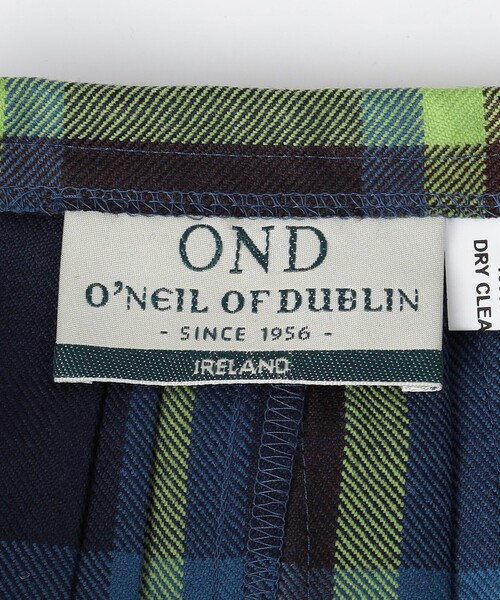 OND
O'NEIL OF DUBLIN
- SINCE 1956 -
IRELAND
DRY CLEA